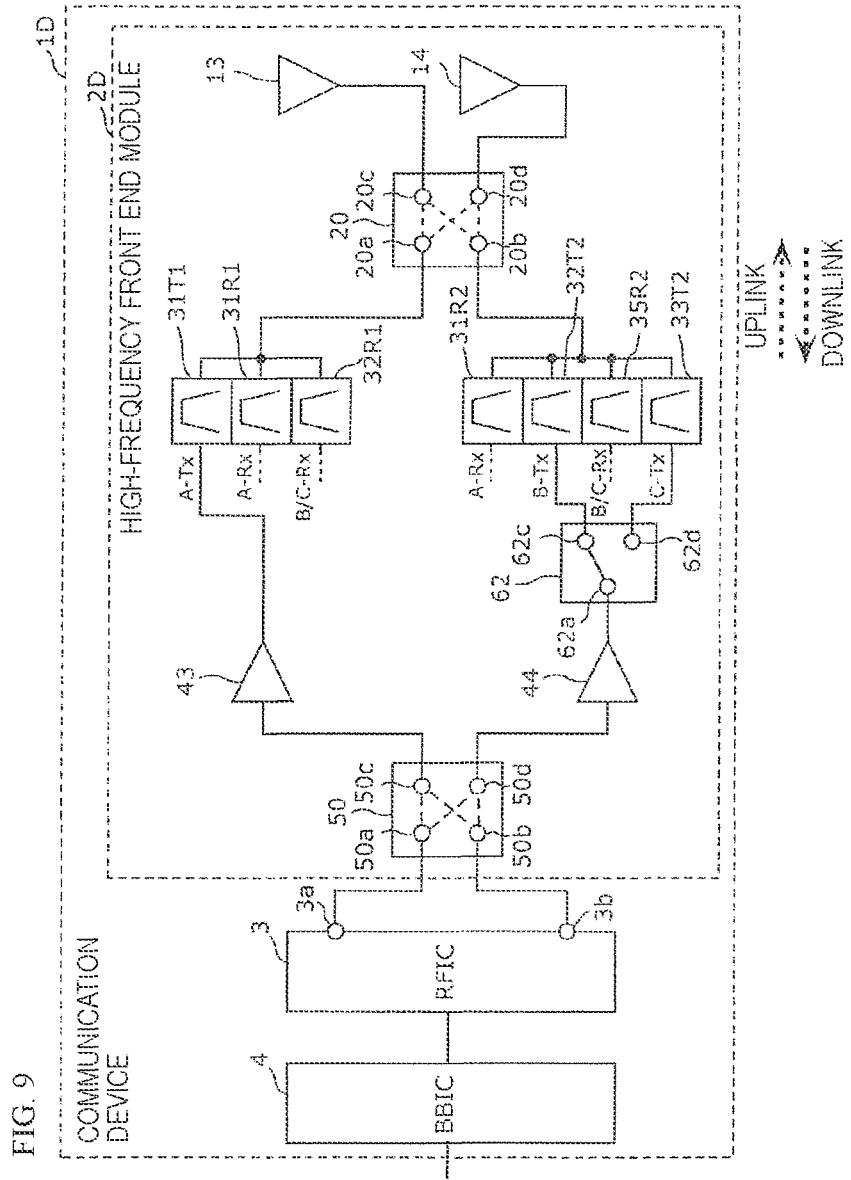 FIG. 9
COMMUNICATION
DEVICE
1D
HIGH-FREQUENCY FRONT END MODULE
2D
13
14
20
20a
20c
20b
20d
31T1
31R1
32R1
A-Tx
A-Rx
B/C-Rx
31R2
32T2
35R2
33T2
A-Rx
B-Tx
B/C-Rx
C-Tx
62
62c
62a
62d
43
44
50
50a
50c
50b
50d
3
3a
3b
RFIC
4
BBIC
UPLINK
DOWNLINK